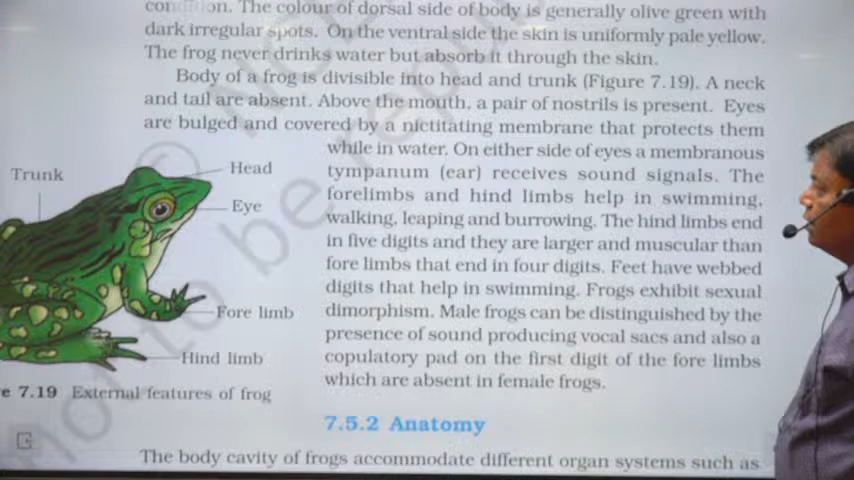 condition. The colour of dorsal side of body is generally olive green with
dark irregular spots. On the ventral side the skin is uniformly pale yellow.
The frog never drinks water but absorb it through the skin.
Body of a frog is divisible into head and trunk (Figure 7.19). A neck
and tail are absent. Above the mouth, a pair of nostrils is present. Eyes
are bulged and covered by a nictitating membrane that protects them
while in water. On either side of eyes a membranous
tympanum (ear) receives sound signals. The
forelimbs and hind limbs help in swimming,
walking, leaping and burrowing. The hind limbs end
in five digits and they are larger and muscular than
fore limbs that end in four digits. Feet have webbed
digits that help in swimming. Frogs exhibit sexual
dimorphism. Male frogs can be distinguished by the
presence of sound producing vocal sacs and also a
copulatory pad on the first digit of the fore limbs
which are absent in female frogs.
Trunk
Head
Eye
Fore limb
Hind limb
e 7.19 External features of frog
7.5.2 Anatomy
The body cavity of frogs accommodate different organ systems such as
not to be repu
© NCE